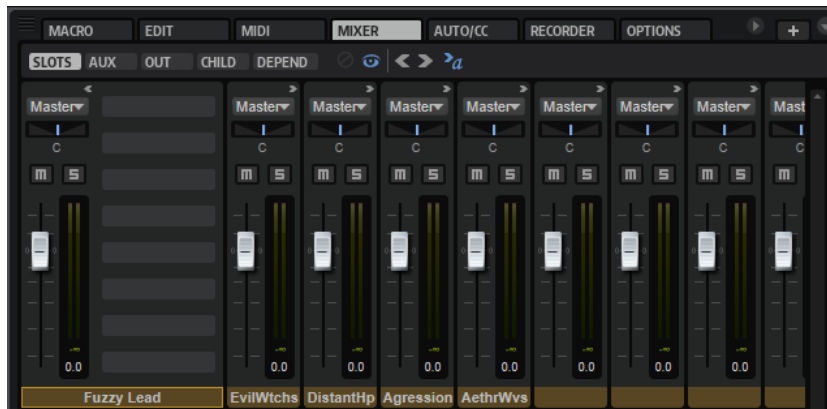 MACRO EDIT MIDI MIXER AUTO/CC RECORDER OPTIONS +
SLOTS AUX OUT CHILD DEPEND a
Master Master Master Master Master Master Master Master Mast
C C C C C C C C C
M S M S M S M S M S M S M S M S M
0.0 0.0 0.0 0.0 0.0 0.0 0.0 0.0
Fuzzy Lead EvilWtchs DistantHp Agression AethrWvs